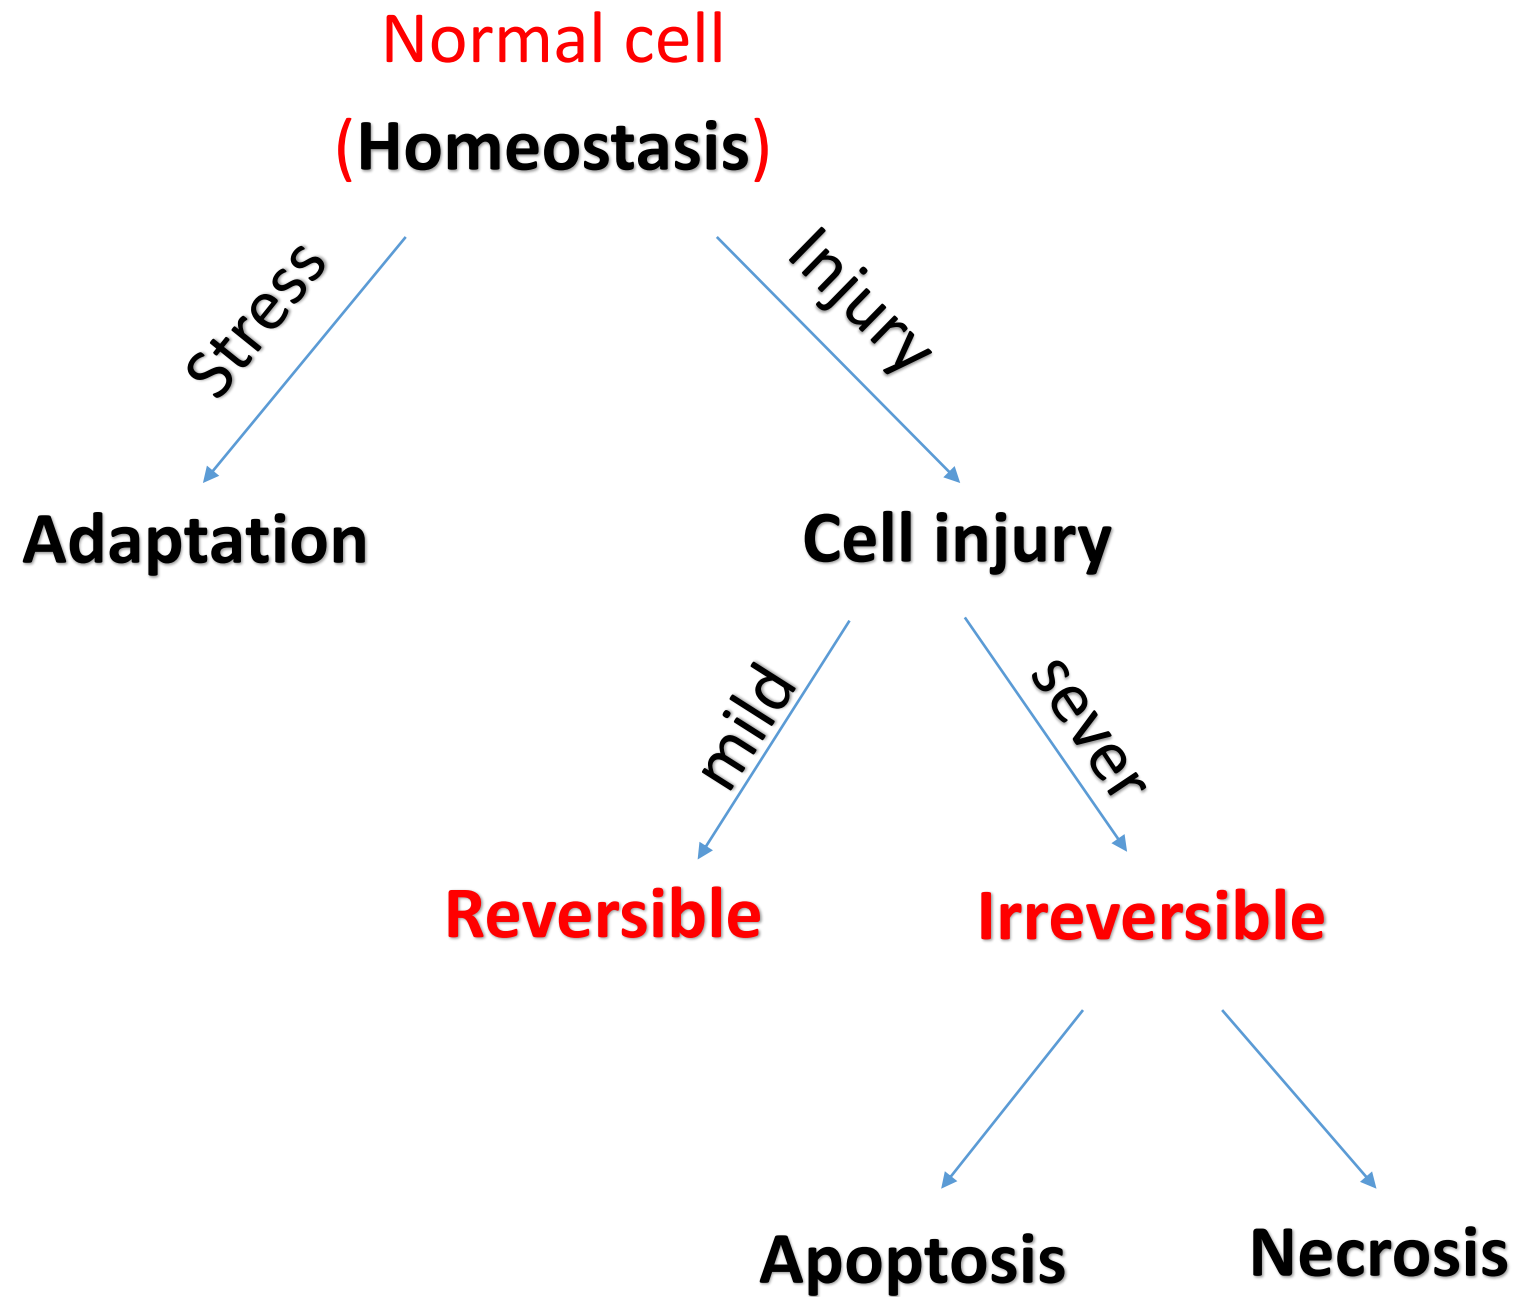 Normal cell
(Homeostasis)
Stress
Injury
Adaptation
Cell injury
mild
sever
Reversible
Irreversible
Apoptosis
Necrosis